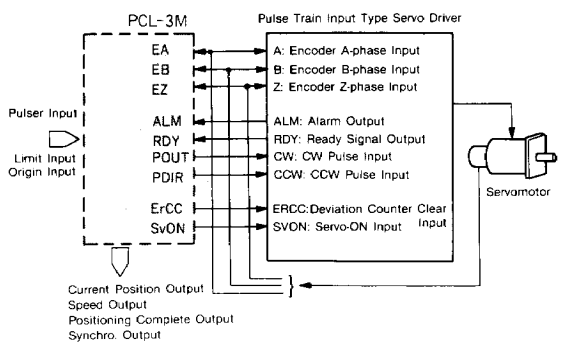 PCL-3M
Pulse Train Input Type Servo Driver
EA
A: Encoder A-phase Input
EB
B: Encoder B-phase Input
EZ
Z: Encoder Z-phase Input
Pulser Input
ALM
ALM: Alarm Output
RDY
RDY: Ready Signal Output
Limit Input
Origin Input
POUT
CW: CW Pulse Input
PDIR
CCW: CCW Pulse Input
Servomotor
ErCC
ERCC:Deviation Counter Clear
Input
SvON
SVON: Servo-ON Input
Current Position Output
Speed Output
Positioning Complete Output
Synchro. Output